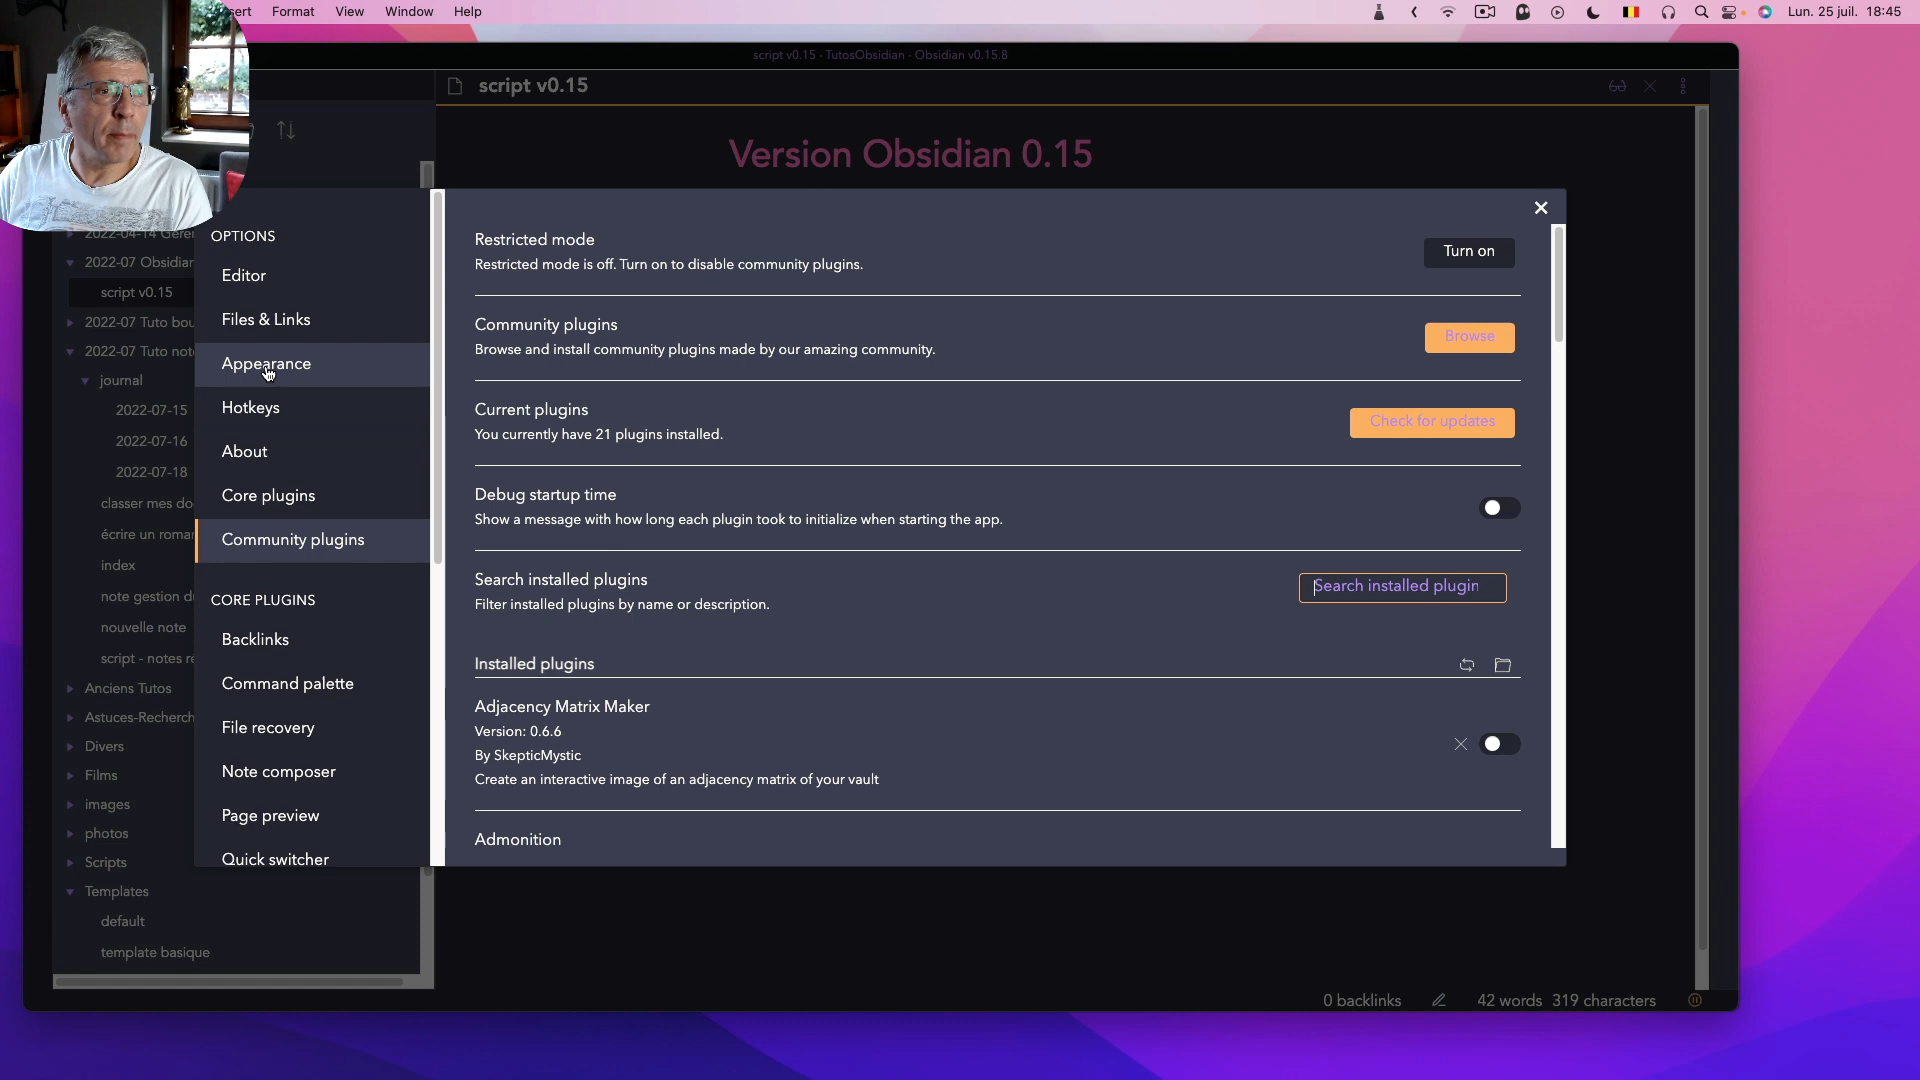 Format View Window Help
Lun. 25 juil. 18:45
script v0.15 - TutosObsidian - Obsidian v0.15.8
script v0.15
Version Obsidian 0.15
2022-07 Obsidian
script v0.15
2022-07 Tuto
2022-07 Tuto
journal
2022-07-15
2022-07-16
2022-07-18
classer mes
écrire un
index
note gestion
nouvelle note
script - notes
Anciens Tutos
Divers
Films
images
photos
Scripts
Templates
default
template basique
OPTIONS
Editor
Files & Links
Appearance
Hotkeys
About
Core plugins
Community plugins
CORE PLUGINS
Backlinks
Command palette
File recovery
Note composer
Page preview
Quick switcher
Restricted mode
Restricted mode is off. Turn on to disable community plugins.
Turn on
Community plugins
Browse and install community plugins made by our amazing community.
Browse
Current plugins
You currently have 21 plugins installed.
Check for updates
Debug startup time
Show a message with how long each plugin took to initialize when starting the app.
Search installed plugins
Filter installed plugins by name or description.
Search installed plugin
Installed plugins
Adjacency Matrix Maker
Version: 0.6.6
By SkepticMystic
Create an interactive image of an adjacency matrix of your vault
Admonition
0 backlinks 42 words 319 characters